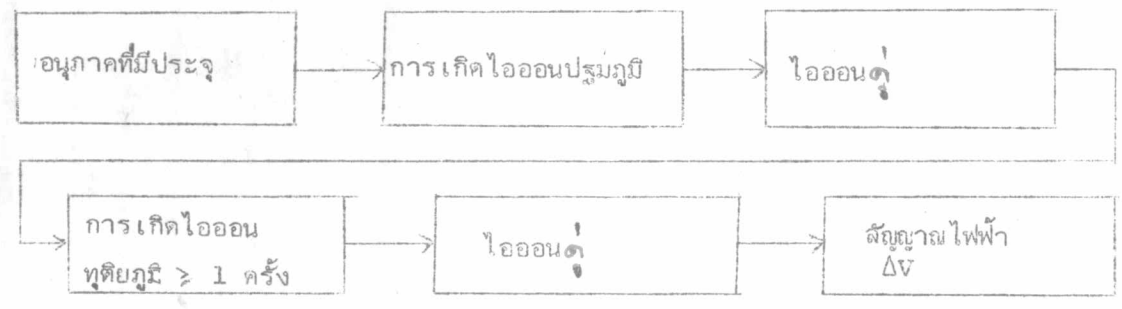 อนุภาคที่มีประจุ
การเกิดไอออนปฐมภูมิ
ไอออนคู่
การเกิดไอออน
ทุติยภูมิ ≥ 1 ครั้ง
ไอออนคู่
สัญญาณไฟฟ้า
ΔV